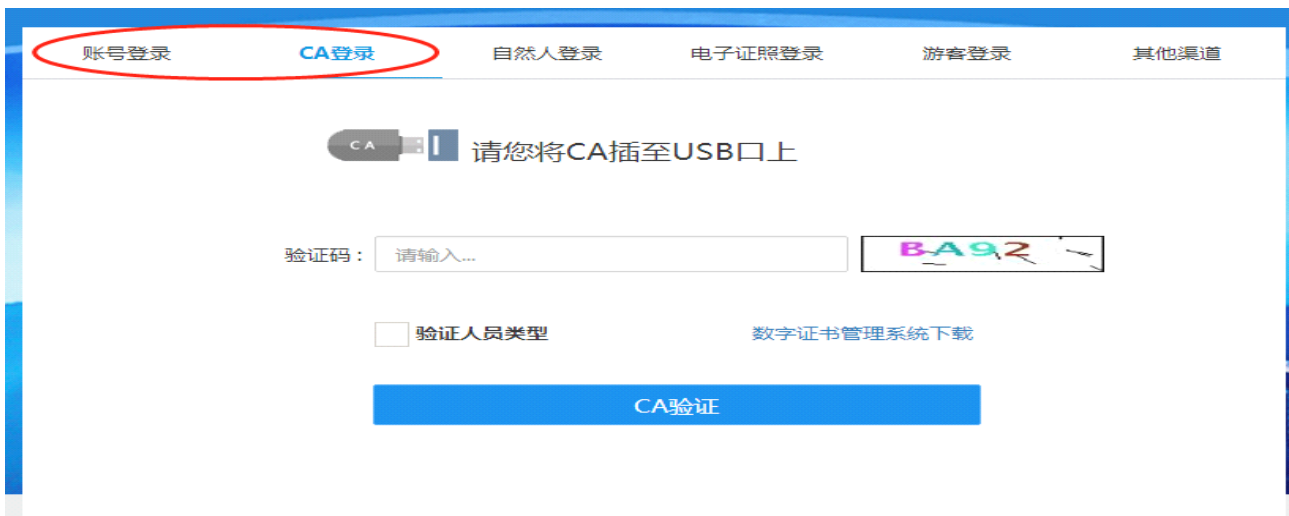 账号登录 CA登录 自然人登录 电子证照登录 游客登录 其他渠道
CA 请您将CA插至USB口上
验证码： 请输入... BA92
验证人员类型 数字证书管理系统下载
CA验证